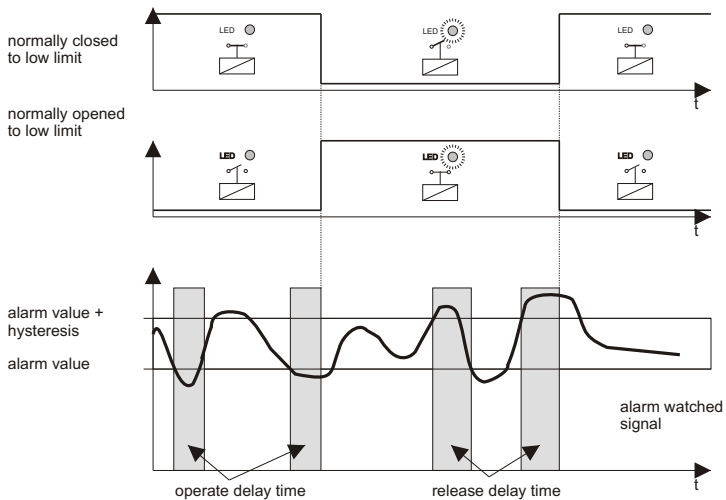 normally closed
to low limit
LED
LED
LED
t
normally opened
to low limit
LED
LED
LED
t
alarm value +
hysteresis
alarm value
alarm watched
signal
operate delay time
release delay time
t